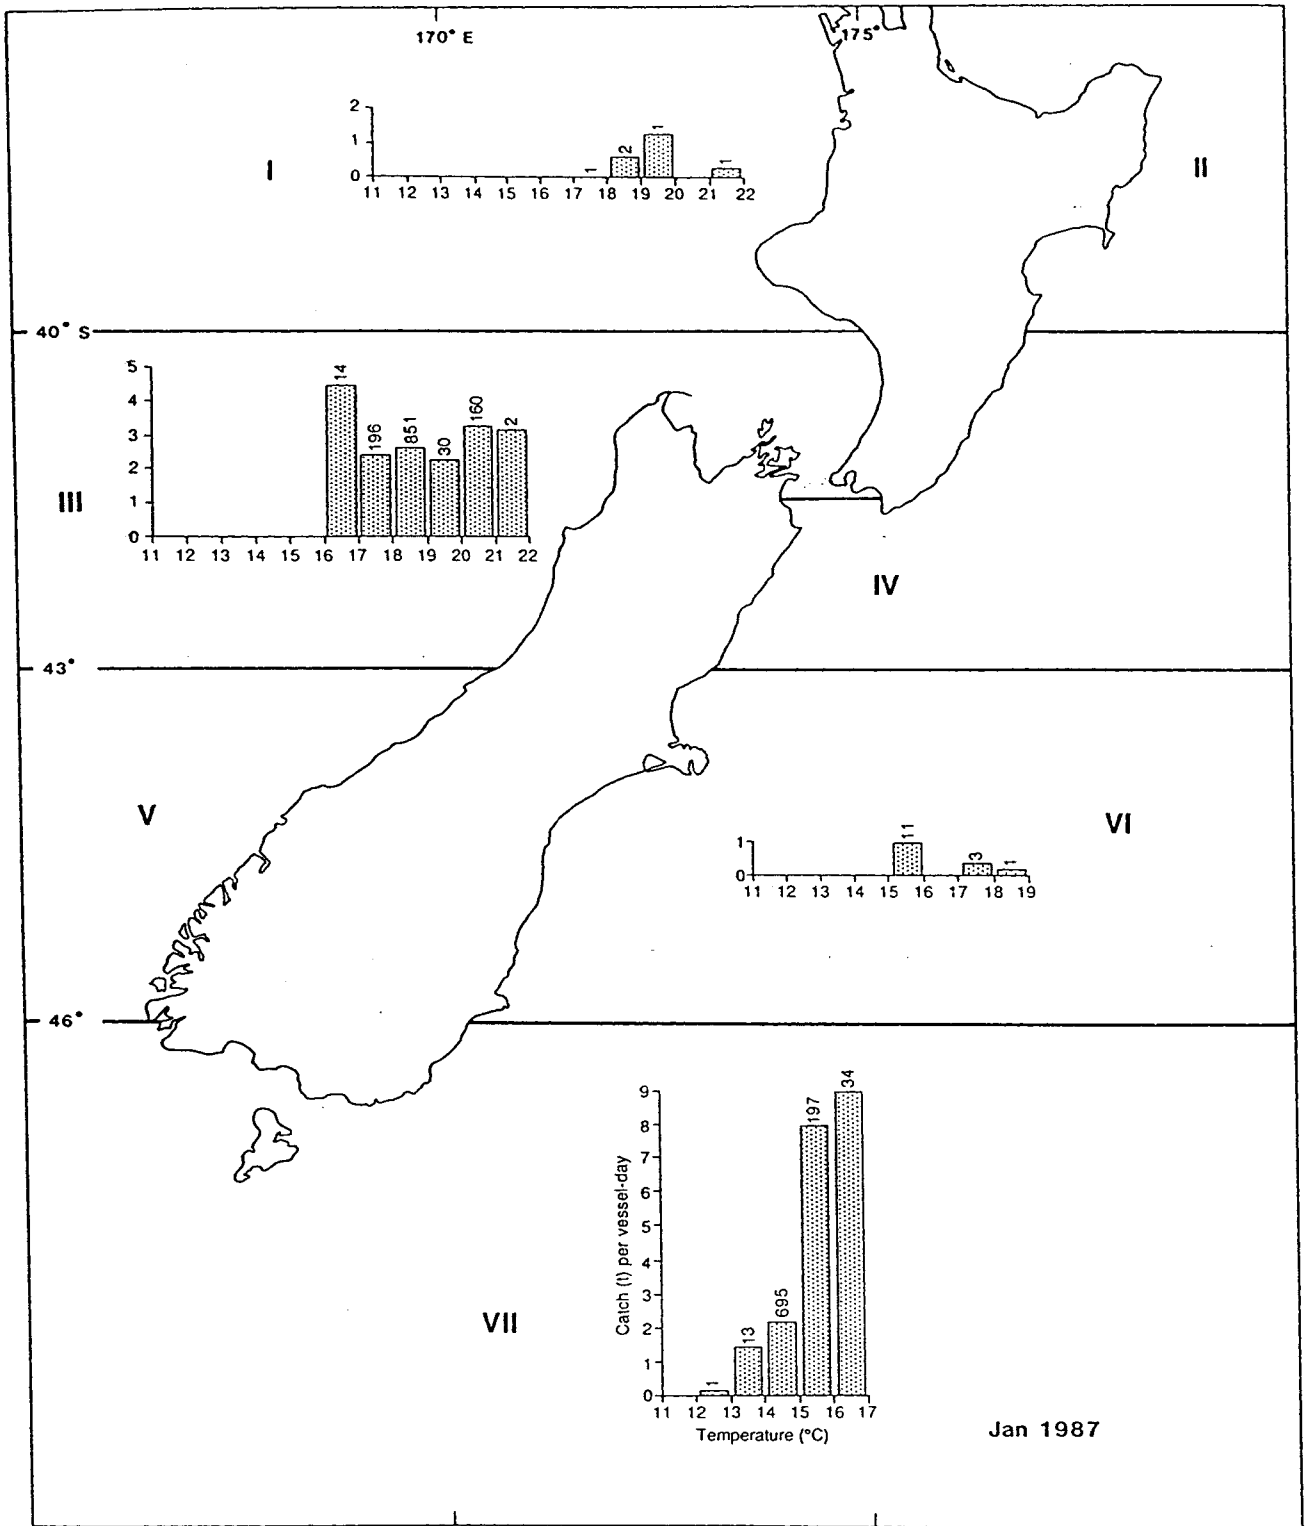 170° E 175°
2
1
0
1 2 1 1
11 12 13 14 15 16 17 18 19 20 21 22
I
II
40° S
5
4
3
2
1
0
14 196 851 30 160 2
11 12 13 14 15 16 17 18 19 20 21 22
III
IV
43°
V
VI
1
0
11 3 1
11 12 13 14 15 16 17 18 19
46°
Catch (t) per vessel-day
9
8
7
6
5
4
3
2
1
0
1 13 695 197 34
11 12 13 14 15 16 17
Temperature (°C)
VII
Jan 1987